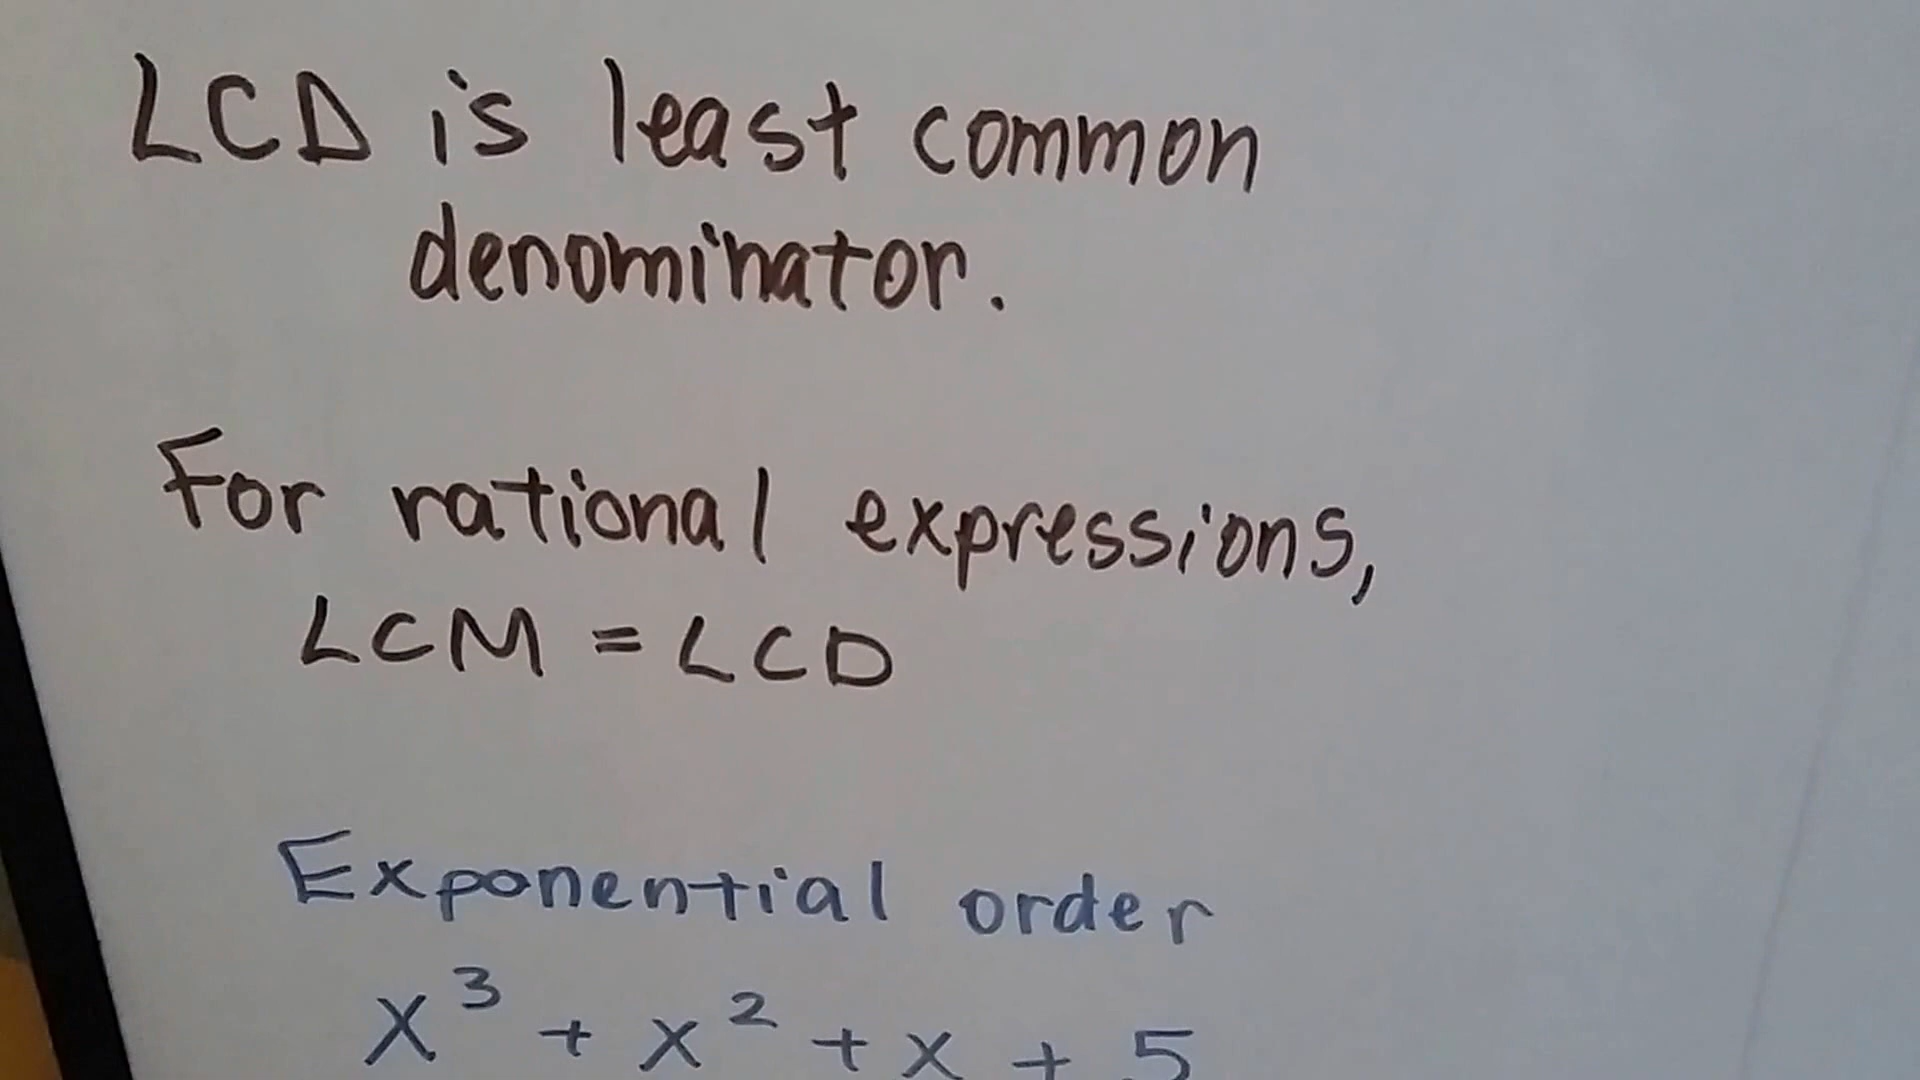 LCD is least common
denominator.
For rational expressions,
LCM = LCD
Exponential order
x³ + x² + x + 5